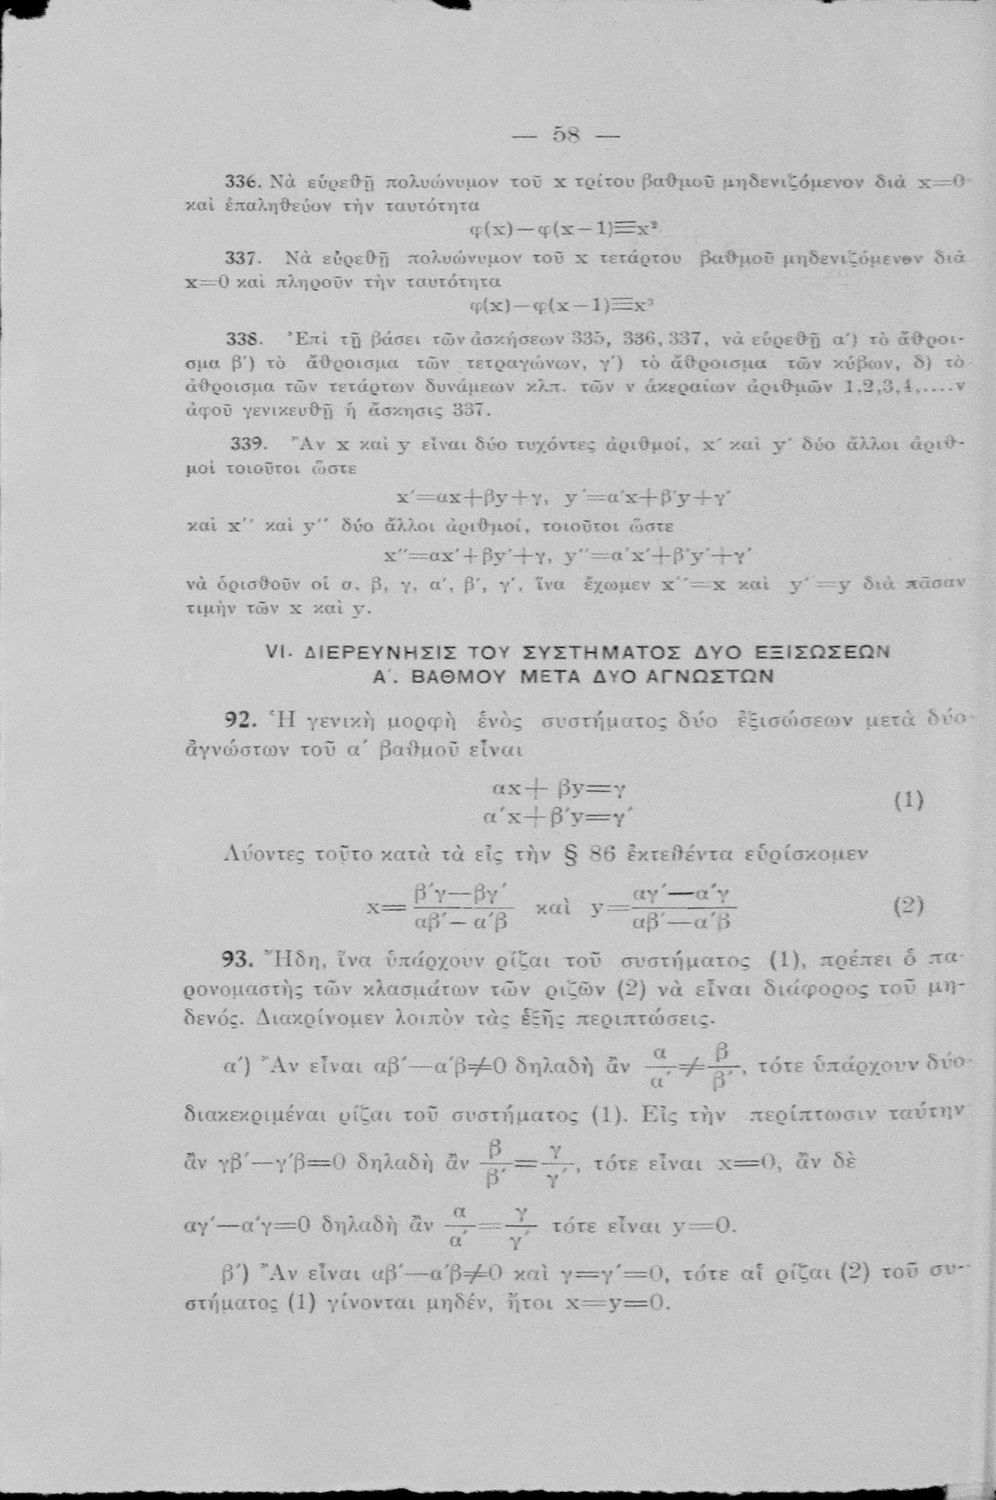 — 58 —
336. Νὰ εὑρεθῇ πολυώνυμον τοῦ x τρίτου βαθμοῦ μηδενιζόμενον διὰ x=0
καὶ ἐπαληθεύον τὴν ταυτότητα
φ(x)—φ(x—1)≡x²
337. Νὰ εὑρεθῇ πολυώνυμον τοῦ x τετάρτου βαθμοῦ μηδενιζόμενον διὰ
x=0 καὶ πληροῦν τὴν ταυτότητα
φ(x)—φ(x—1)≡x³
338. Ἐπὶ τῇ βάσει τῶν ἀσκήσεων 335, 336, 337, νὰ εὑρεθῇ α΄) τὸ ἄθροι-
σμα β΄) τὸ ἄθροισμα τῶν τετραγώνων, γ΄) τὸ ἄθροισμα τῶν κύβων, δ) τὸ
ἄθροισμα τῶν τετάρτων δυνάμεων κλπ. τῶν ν ἀκεραίων ἀριθμῶν 1,2,3,4,....ν
ἀφοῦ γενικευθῇ ἡ ἄσκησις 337.
339. Ἂν x καὶ y εἶναι δύο τυχόντες ἀριθμοί, x΄ καὶ y΄ δύο ἄλλοι ἀριθ-
μοὶ τοιοῦτοι ὥστε
x΄=αx+βy+γ, y΄=α΄x+β΄y+γ΄
καὶ x΄΄ καὶ y΄΄ δύο ἄλλοι ἀριθμοί, τοιοῦτοι ὥστε
x΄΄=αx΄+βy΄+γ, y΄΄=α΄x΄+β΄y΄+γ΄
νὰ ὁρισθοῦν οἱ α, β, γ, α΄, β΄, γ΄, ἵνα ἔχωμεν x΄΄=x καὶ y΄=y διὰ πᾶσαν
τιμὴν τῶν x καὶ y.
VI. ΔΙΕΡΕΥΝΗΣΙΣ ΤΟΥ ΣΥΣΤΗΜΑΤΟΣ ΔΥΟ ΕΞΙΣΩΣΕΩΝ
Α΄. ΒΑΘΜΟΥ ΜΕΤΑ ΔΥΟ ΑΓΝΩΣΤΩΝ
92. Ἡ γενικὴ μορφὴ ἑνὸς συστήματος δύο ἐξισώσεων μετὰ δύο
ἀγνώστων τοῦ α΄ βαθμοῦ εἶναι
αx+ βy=γ
α΄x+β΄y=γ΄ (1)
Λύοντες τοῦτο κατὰ τὰ εἰς τὴν § 86 ἐκτεθέντα εὑρίσκομεν
x= β΄γ—βγ΄ / αβ΄—α΄β καὶ y= αγ΄—α΄γ / αβ΄—α΄β (2)
93. Ἤδη, ἵνα ὑπάρχουν ρίζαι τοῦ συστήματος (1), πρέπει ὁ πα-
ρονομαστὴς τῶν κλασμάτων τῶν ριζῶν (2) νὰ εἶναι διάφορος τοῦ μη-
δενός. Διακρίνομεν λοιπὸν τὰς ἑξῆς περιπτώσεις.
α΄) Ἂν εἶναι αβ΄—α΄β≠0 δηλαδὴ ἂν α/α΄ ≠ β/β΄, τότε ὑπάρχουν δύο
διακεκριμέναι ρίζαι τοῦ συστήματος (1). Εἰς τὴν περίπτωσιν ταύτην
ἂν γβ΄—γ΄β=0 δηλαδὴ ἂν β/β΄ = γ/γ΄, τότε εἶναι x=0, ἂν δὲ
αγ΄—α΄γ=0 δηλαδὴ ἂν α/α΄ = γ/γ΄ τότε εἶναι y=0.
β΄) Ἂν εἶναι αβ΄—α΄β≠0 καὶ γ=γ΄=0, τότε αἱ ρίζαι (2) τοῦ συ-
στήματος (1) γίνονται μηδέν, ἤτοι x=y=0.